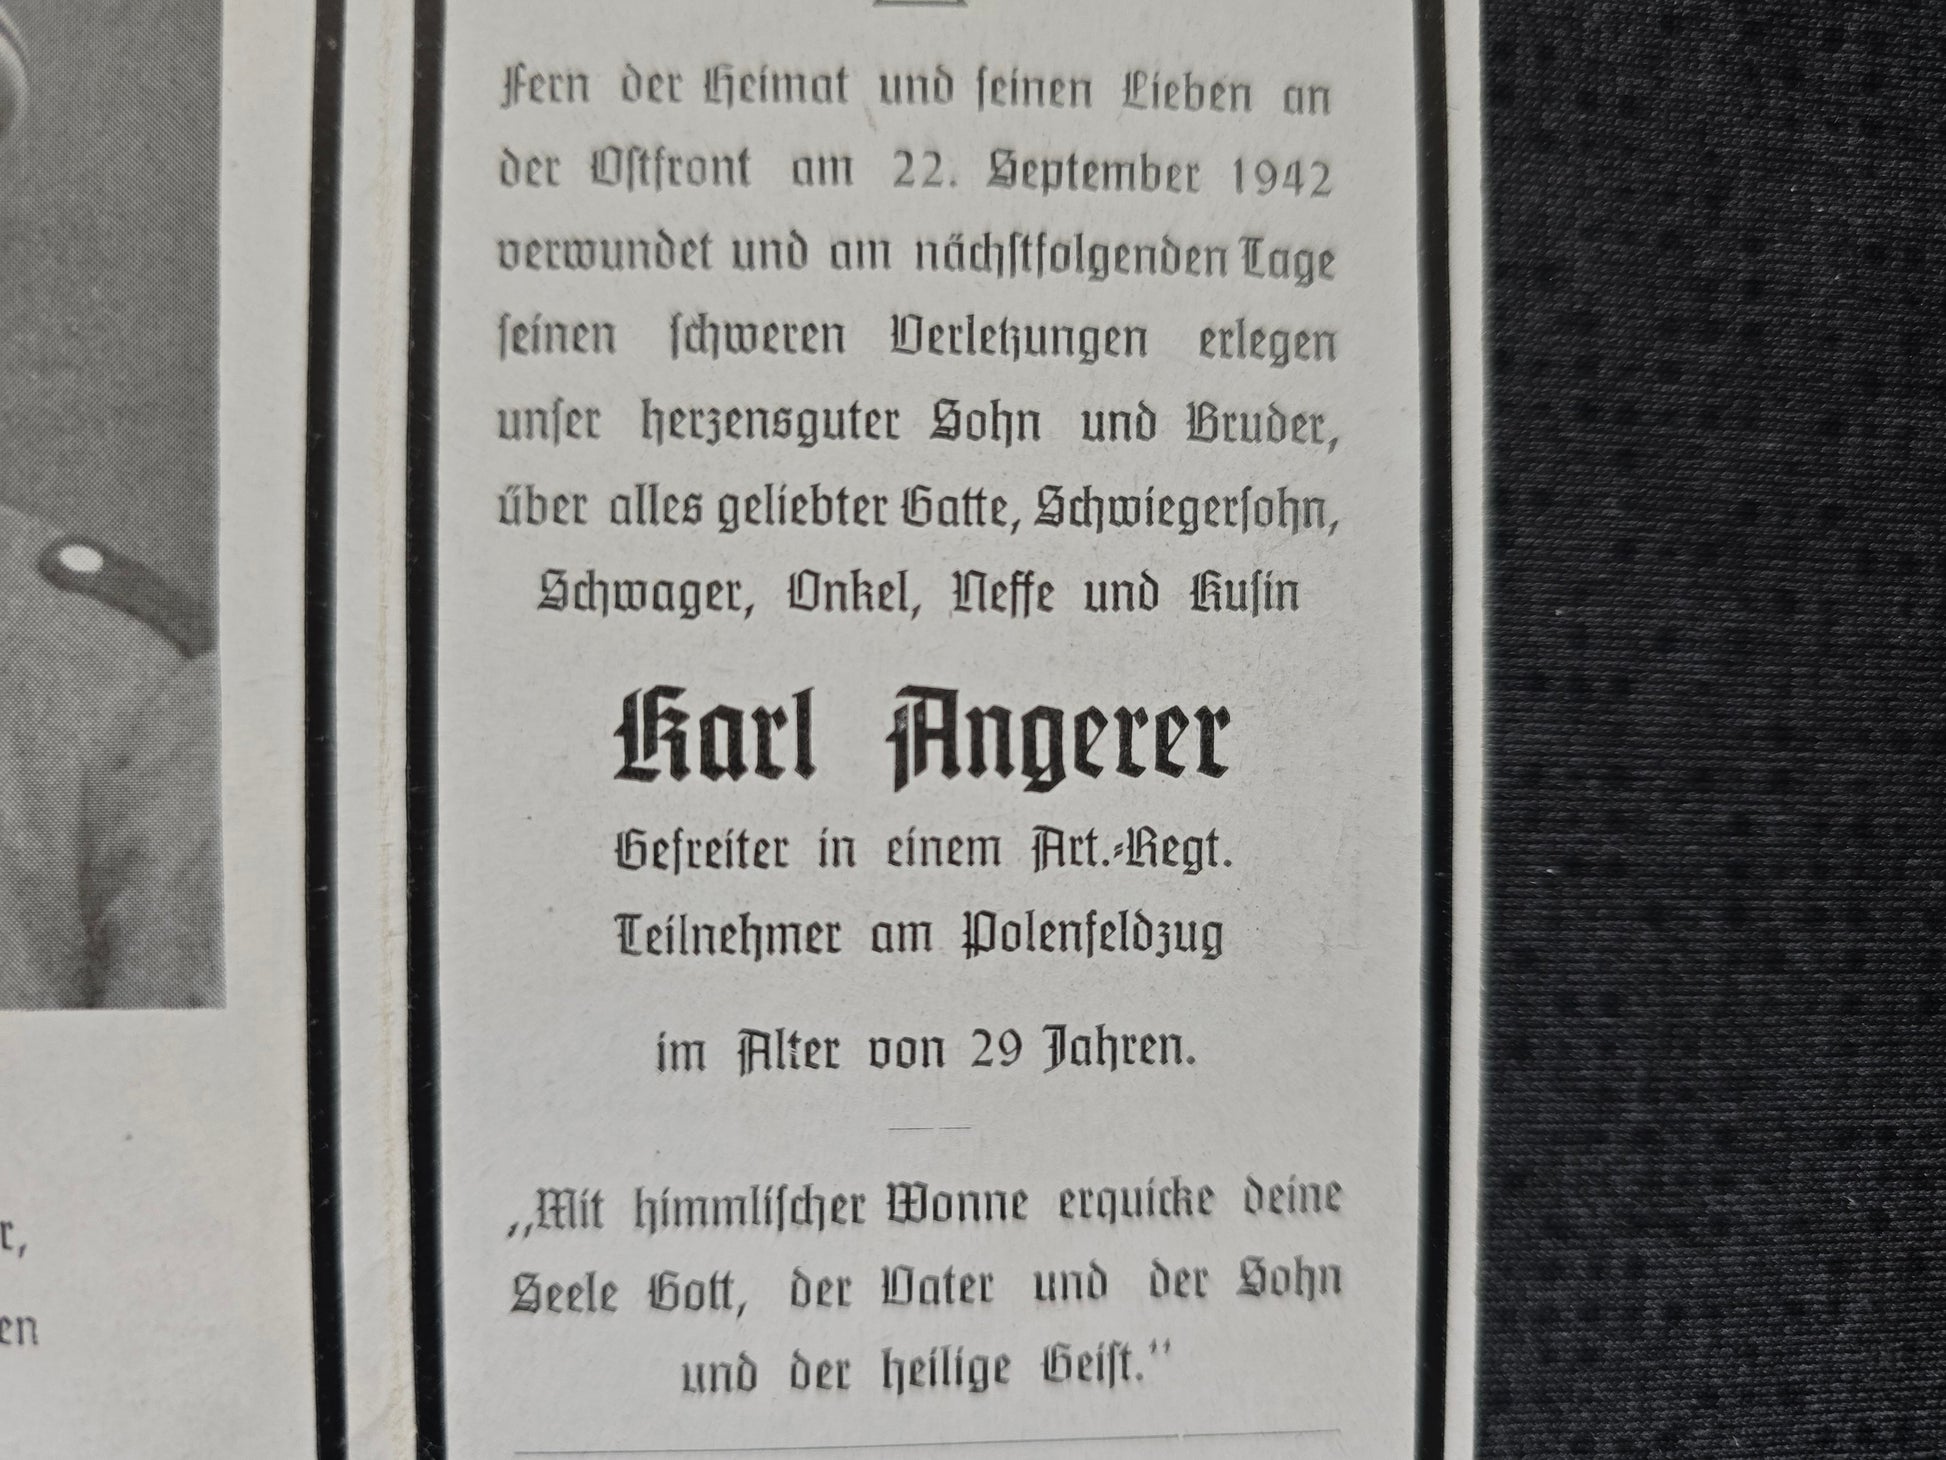 Fern der Heimat und seinen Lieben an
der Ostfront am 22. September 1942
verwundet und am nächstfolgenden Tage
seinen schweren Verletzungen erlegen
unser herzensguter Sohn und Bruder,
über alles geliebter Gatte, Schwiegersohn,
Schwager, Onkel, Neffe und Kusin
Karl Angerer
Gefreiter in einem Art.-Regt.
Teilnehmer am Polenfeldzug
im Alter von 29 Jahren.
„Mit himmlischer Wonne erquicke deine
Seele Gott, der Vater und der Sohn
und der heilige Geist."
r,
en